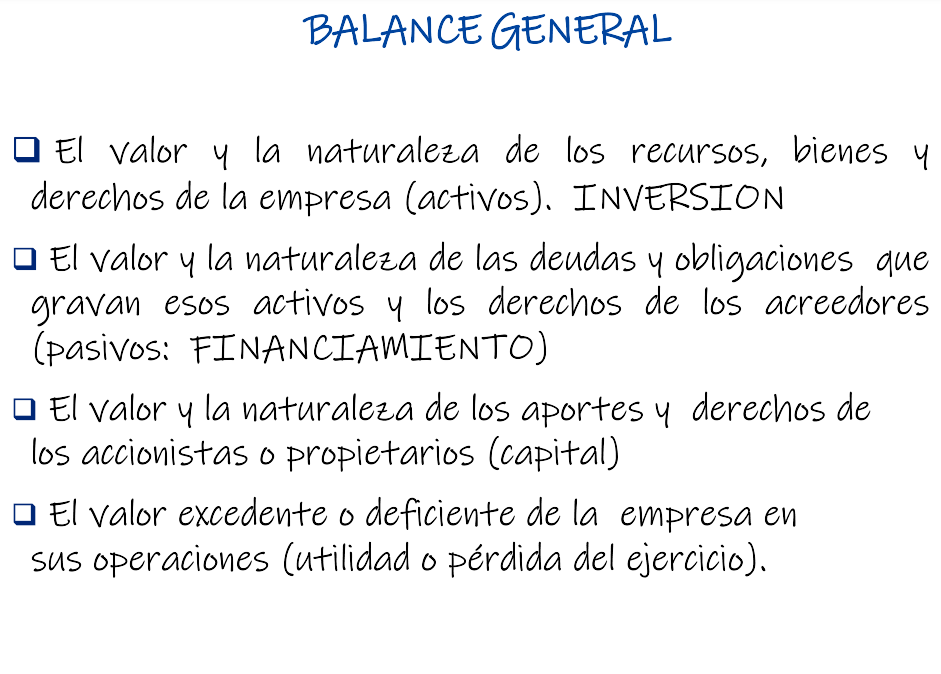 BALANCE GENERAL
❑ El valor y la naturaleza de los recursos, bienes y
derechos de la empresa (activos). INVERSION
❑ El valor y la naturaleza de las deudas y obligaciones que
gravan esos activos y los derechos de los acreedores
(pasivos: FINANCIAMIENTO)
❑ El valor y la naturaleza de los aportes y derechos de
los accionistas o propietarios (capital)
❑ El valor excedente o deficiente de la empresa en
sus operaciones (utilidad o pérdida del ejercicio).